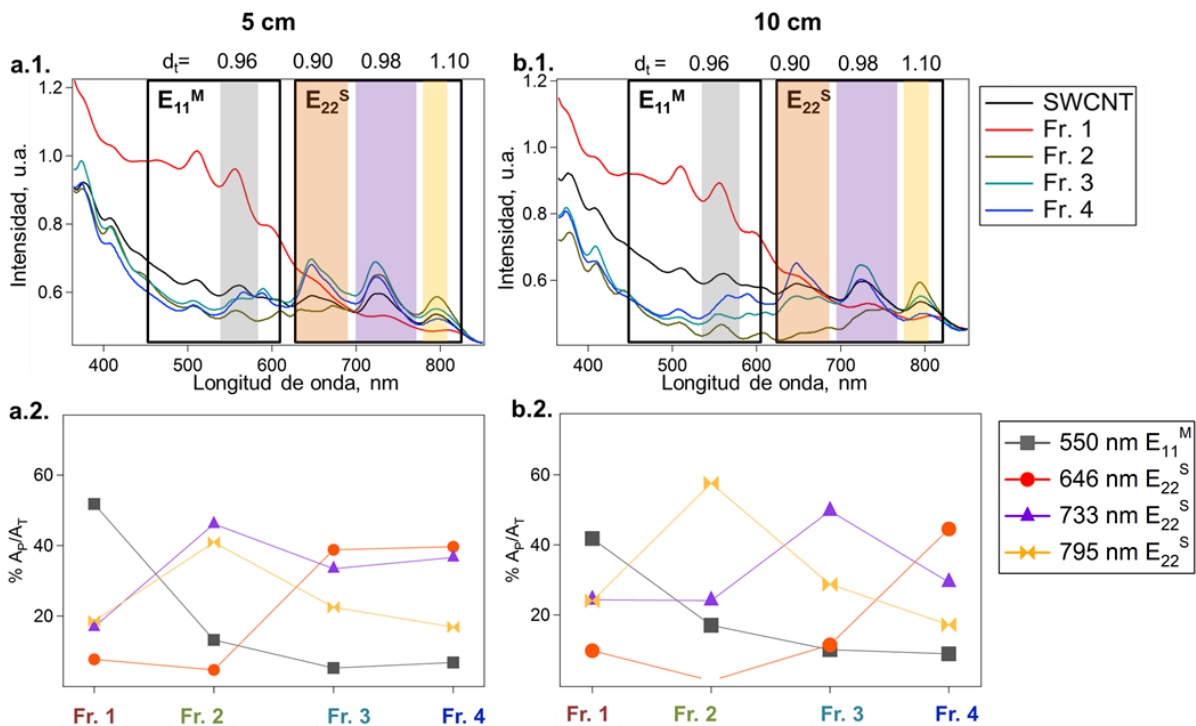 5 cm
10 cm
a.1.
dt= 0.96 0.90 0.98 1.10
E11M
E22S
1.2
1.0
0.8
0.6
Intensidad, u.a.
400 500 600 700 800
Longitud de onda, nm
b.1.
dt= 0.96 0.90 0.98 1.10
E11M
E22S
1.2
1.0
0.8
0.6
Intensidad, u.a.
400 500 600 700 800
Longitud de onda, nm
SWCNT
Fr. 1
Fr. 2
Fr. 3
Fr. 4
a.2.
60
40
20
% AP/AT
Fr. 1 Fr. 2 Fr. 3 Fr. 4
b.2.
60
40
20
% AP/AT
Fr. 1 Fr. 2 Fr. 3 Fr. 4
550 nm E11M
646 nm E22S
733 nm E22S
795 nm E22S